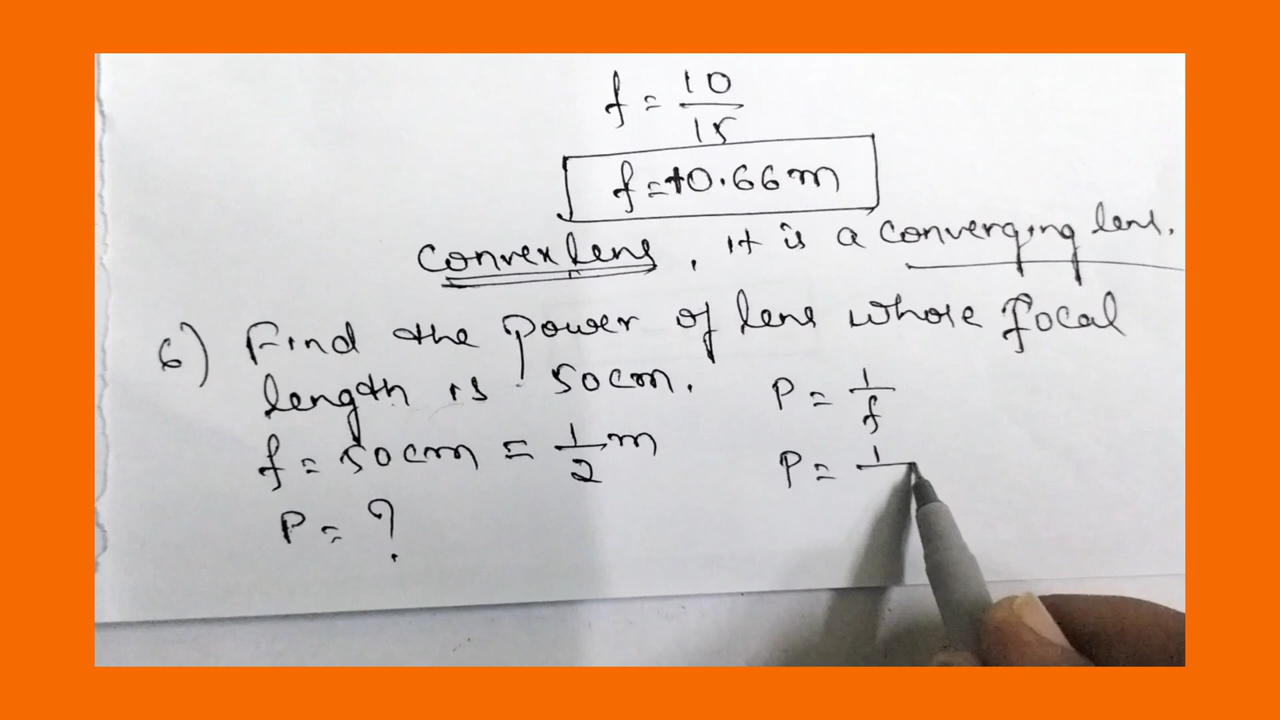 f = 10/15
f = +0.66m
convex lens, it is a converging lens.
6) Find the power of lens whose focal
length is 50cm.
P = 1/f
f = 50cm = 1/2 m
P = 1/
P = ?